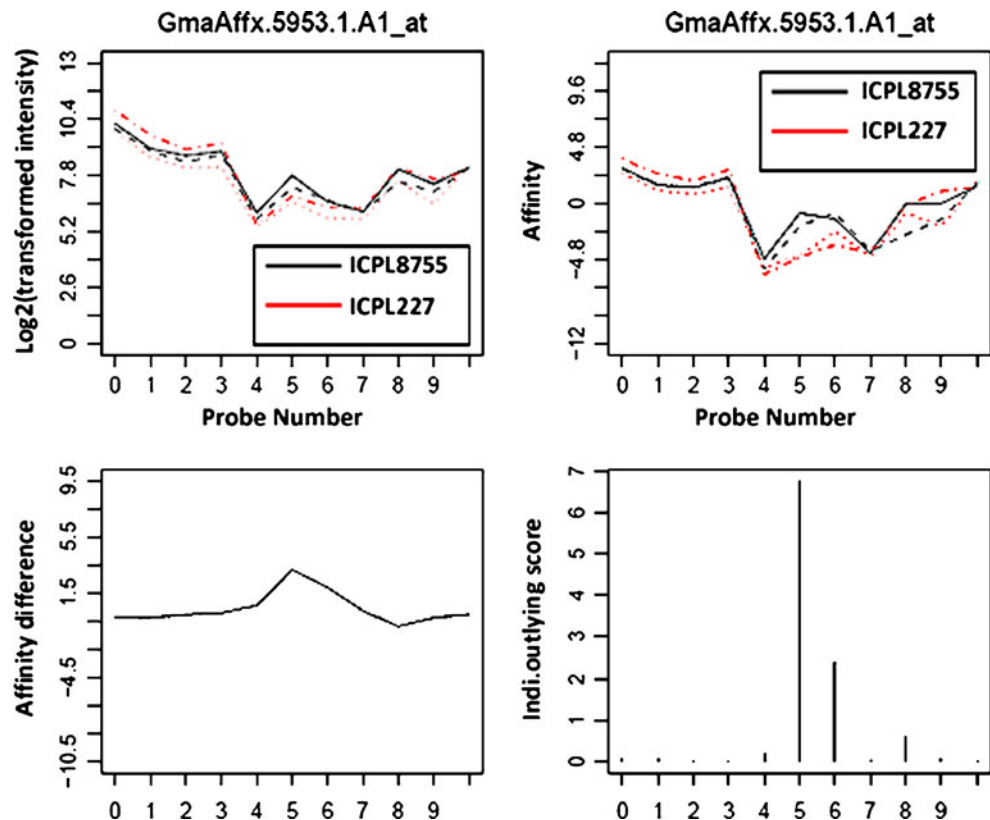 GmaAffx.5953.1.A1_at
Log2(transformed intensity)
13
10.4
7.8
5.2
2.6
0
ICPL8755
ICPL227
0 1 2 3 4 5 6 7 8 9
Probe Number
GmaAffx.5953.1.A1_at
Affinity
9.6
4.8
0
−4.8
−12
ICPL8755
ICPL227
0 1 2 3 4 5 6 7 8 9
Probe Number
Affinity difference
9.5
5.5
1.5
−4.5
−10.5
0 1 2 3 4 5 6 7 8 9
Indi.outlying score
7
6
5
4
3
2
1
0
0 1 2 3 4 5 6 7 8 9